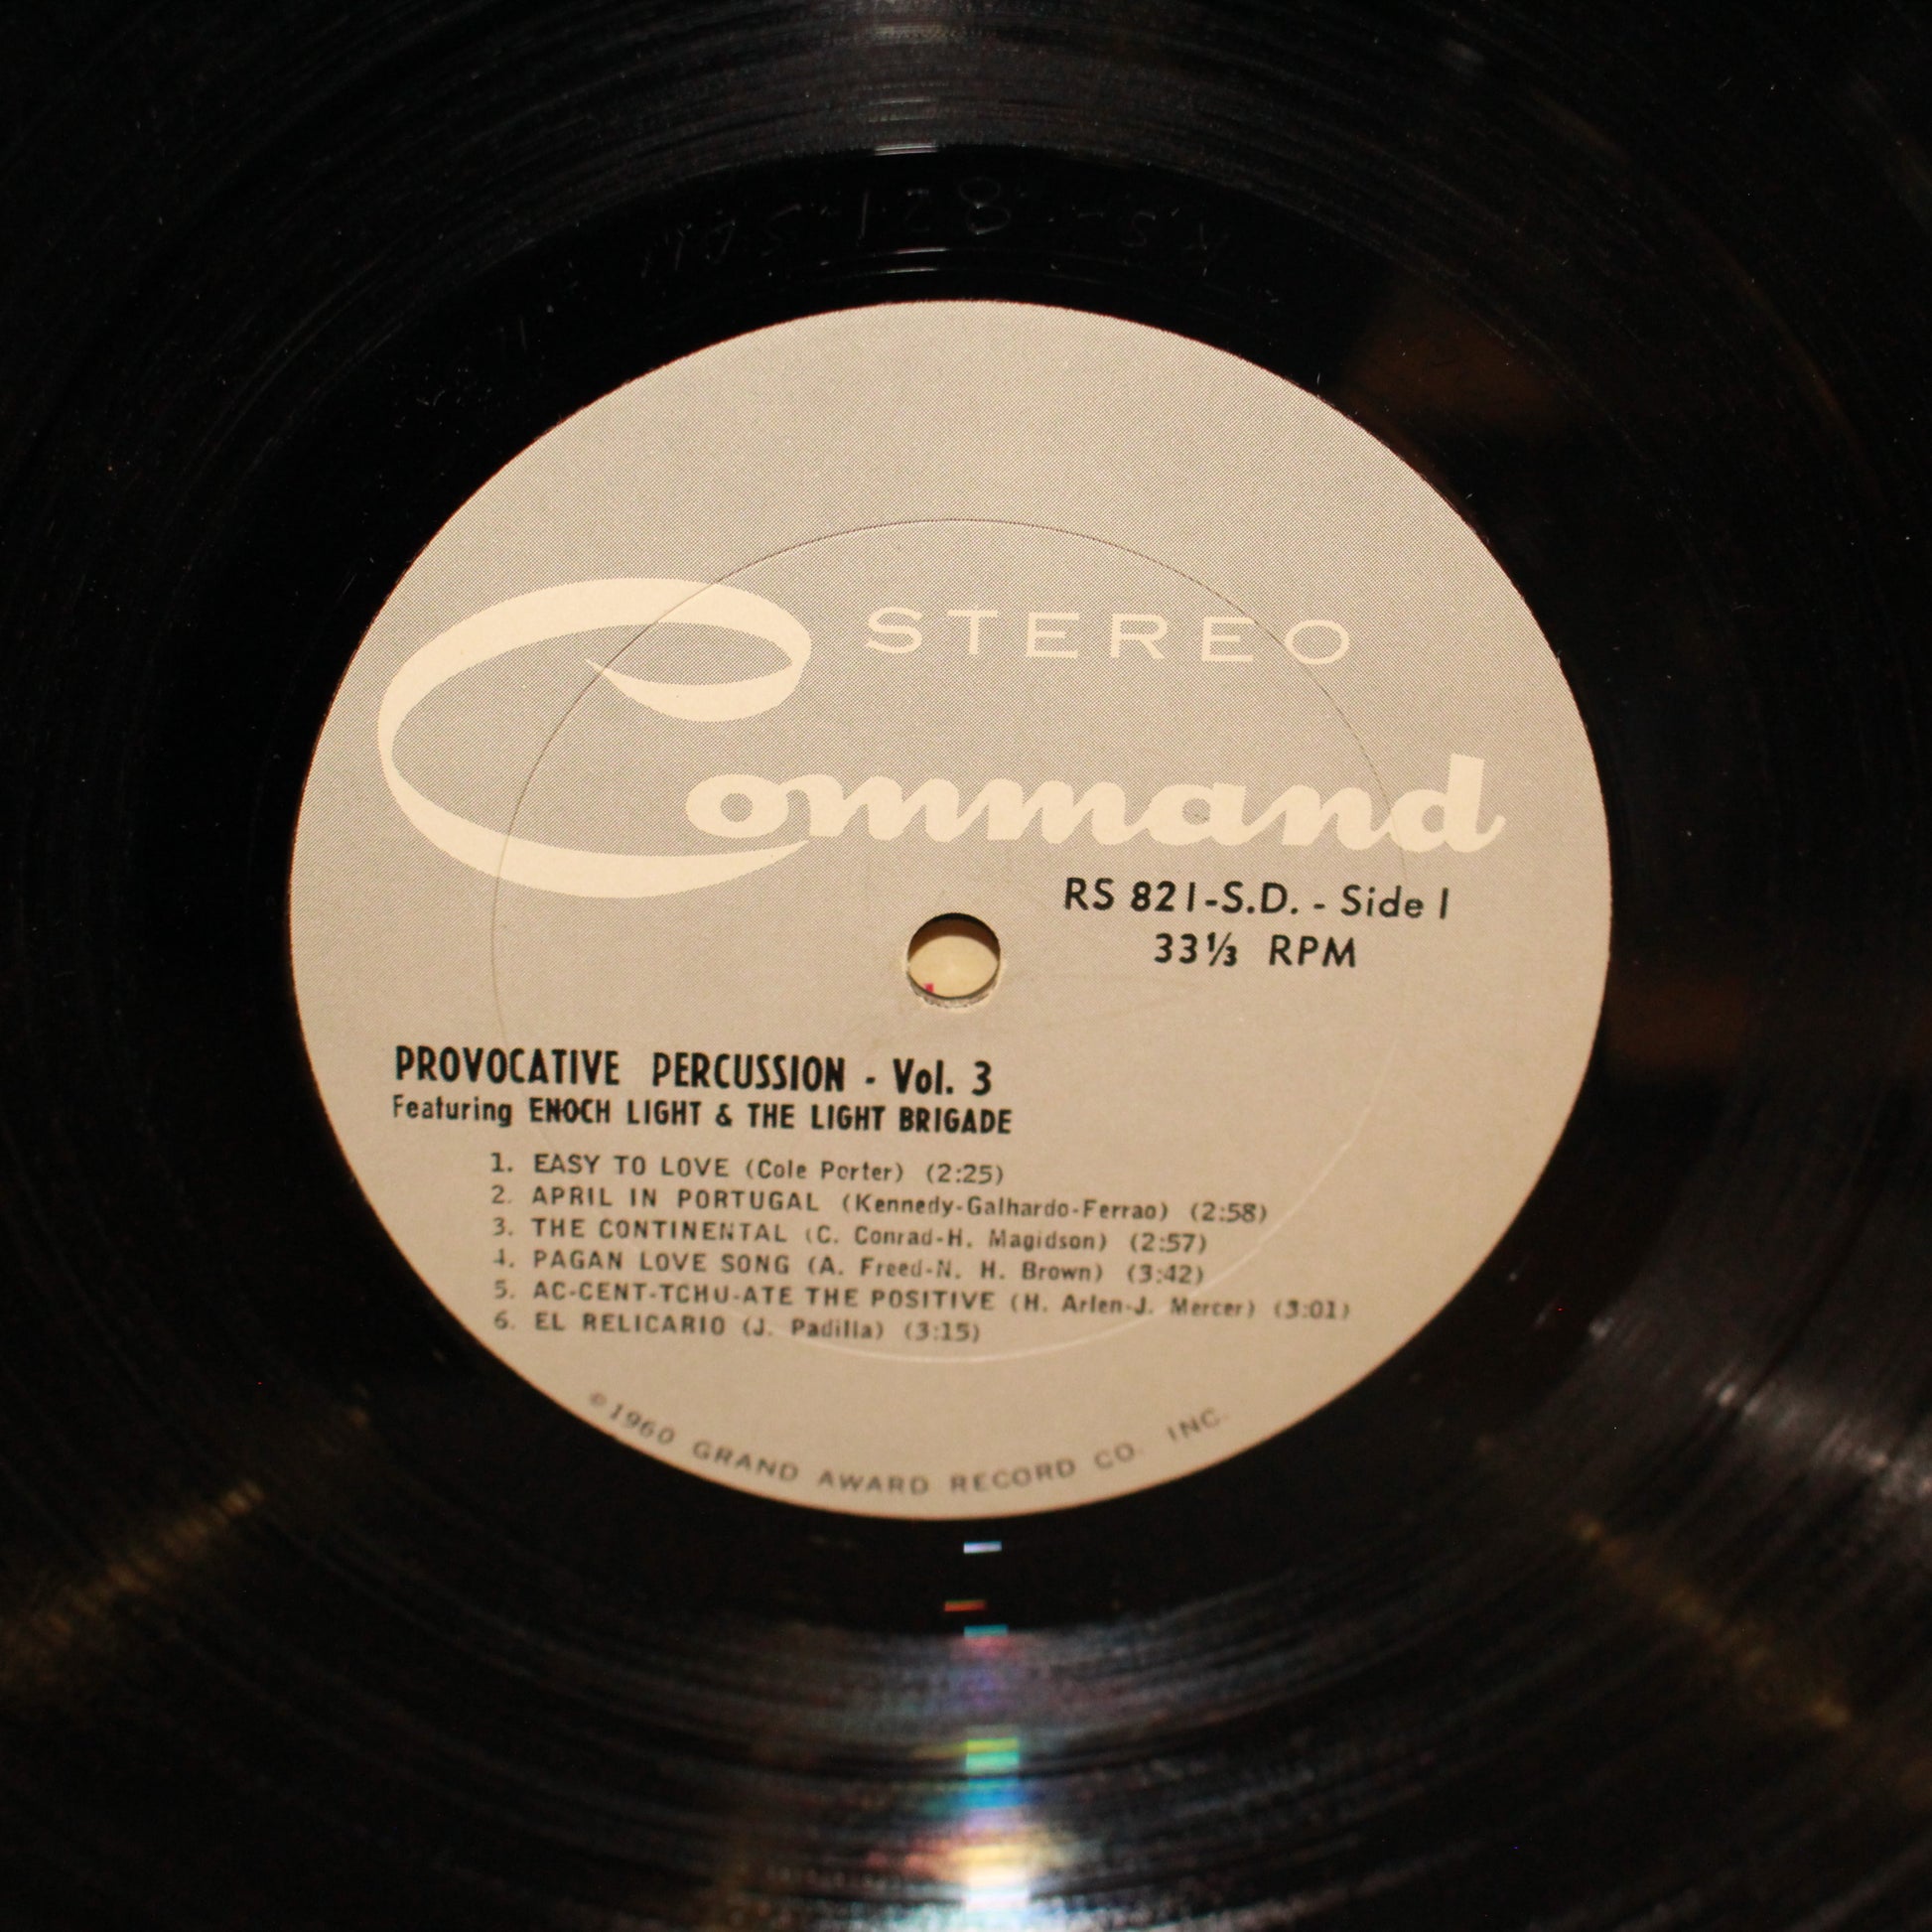 STEREO
Command
RS 821-S.D. - Side 1
33⅓ RPM
PROVOCATIVE PERCUSSION - Vol. 3
Featuring ENOCH LIGHT & THE LIGHT BRIGADE
1. EASY TO LOVE (Cole Porter) (2:25)
2. APRIL IN PORTUGAL (Kennedy-Galhardo-Ferrao) (2:58)
3. THE CONTINENTAL (C. Conrad-H. Magidson) (2:57)
4. PAGAN LOVE SONG (A. Freed-N. H. Brown) (3:42)
5. AC-CENT-TCHU-ATE THE POSITIVE (H. Arlen-J. Mercer) (3:01)
6. EL RELICARIO (J. Padilla) (3:15)
©1960 GRAND AWARD RECORD CO. INC.